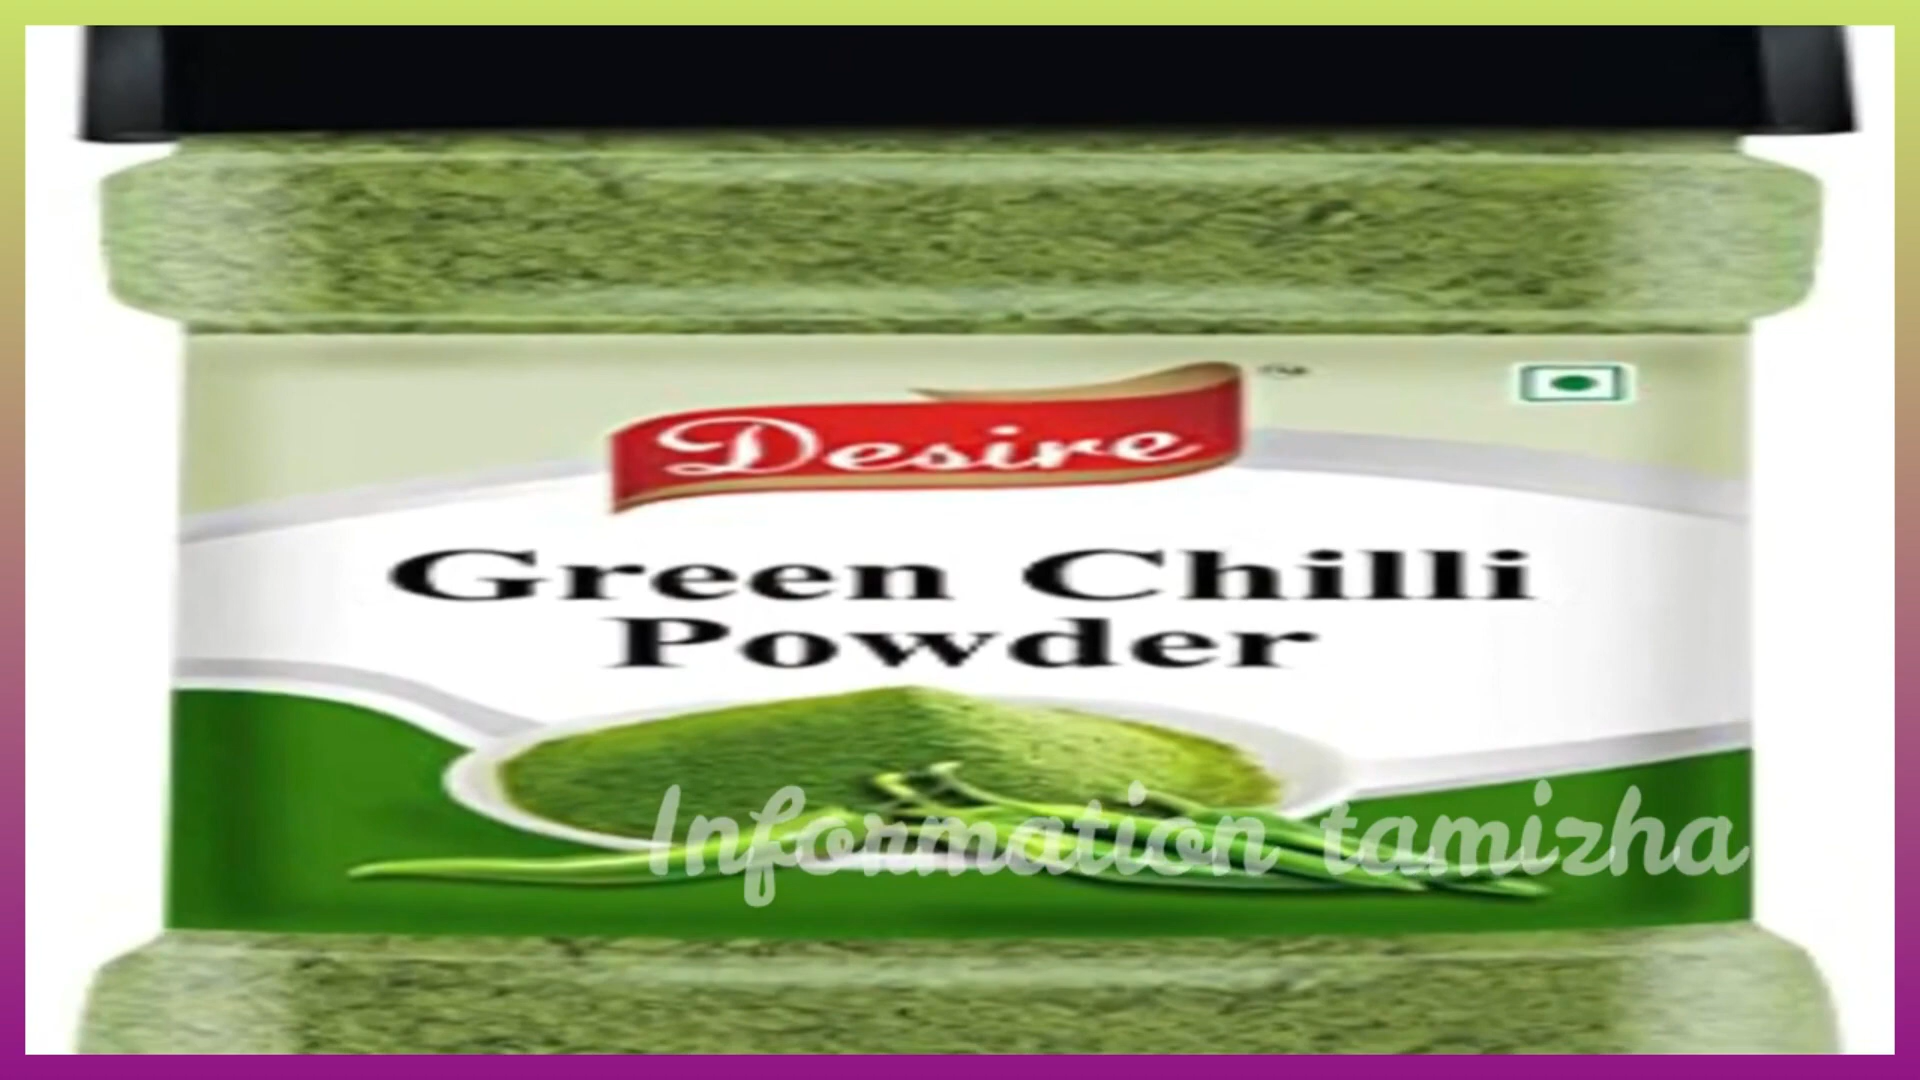 Desire
Green Chilli
Powder
Information tamizha